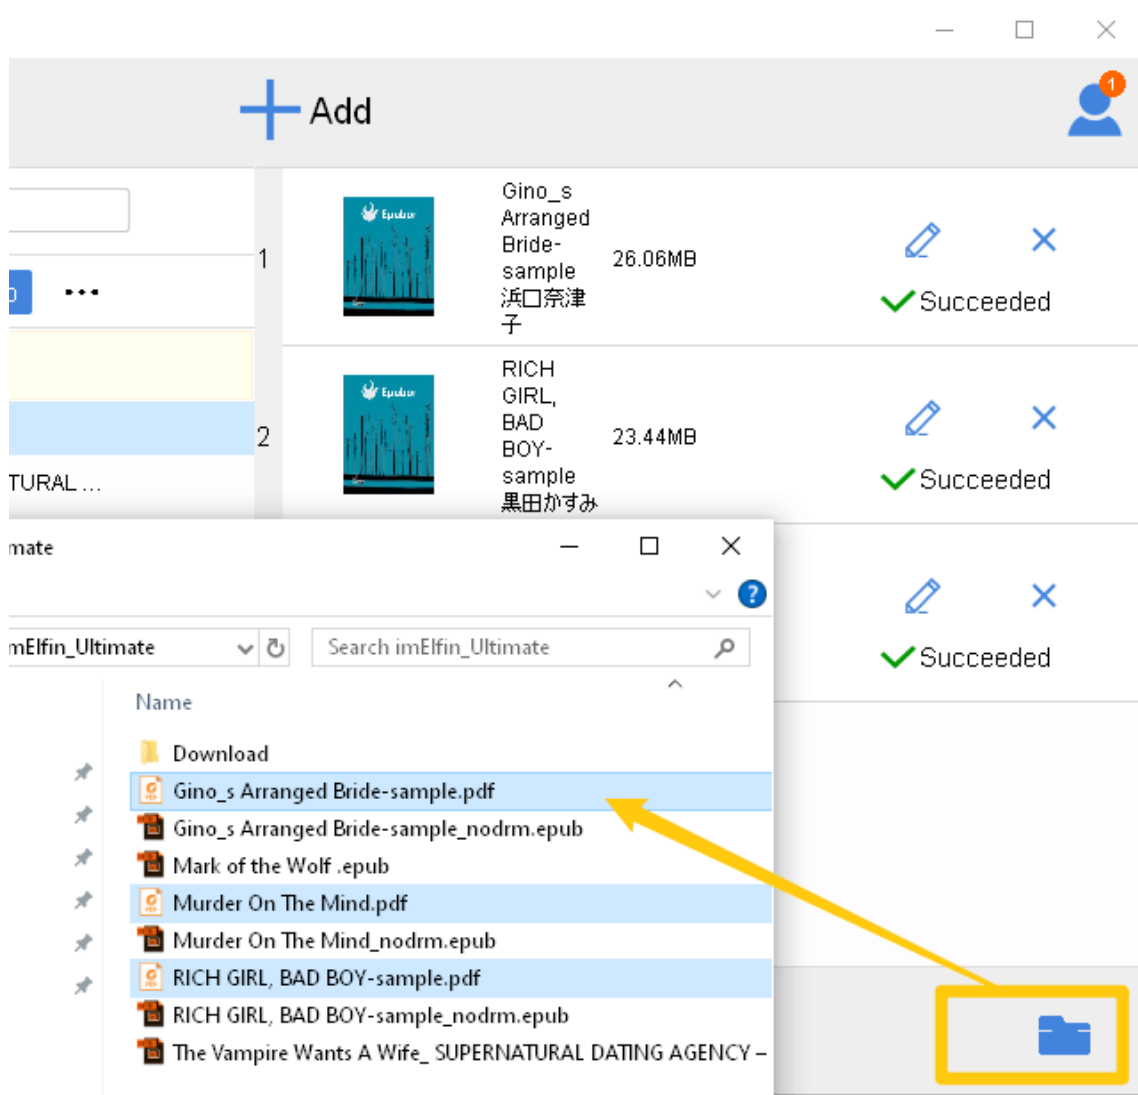 Add
1
1
Epubor
Gino_s
Arranged
Bride-
sample
浜口奈津
子
26.06MB
Succeeded
2
Epubor
RICH
GIRL,
BAD
BOY-
sample
黒田かすみ
23.44MB
Succeeded
TURAL ...
Succeeded
mate
?
mElfin_Ultimate
Search imElfin_Ultimate
Name
Download
Gino_s Arranged Bride-sample.pdf
Gino_s Arranged Bride-sample_nodrm.epub
Mark of the Wolf .epub
Murder On The Mind.pdf
Murder On The Mind_nodrm.epub
RICH GIRL, BAD BOY-sample.pdf
RICH GIRL, BAD BOY-sample_nodrm.epub
The Vampire Wants A Wife_ SUPERNATURAL DATING AGENCY –